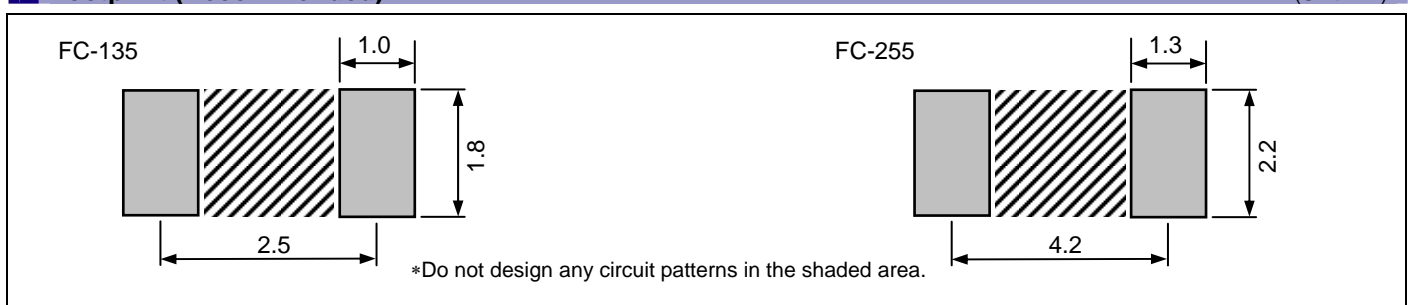 FC-135
1.0
1.8
2.5
FC-255
1.3
2.2
4.2
*Do not design any circuit patterns in the shaded area.